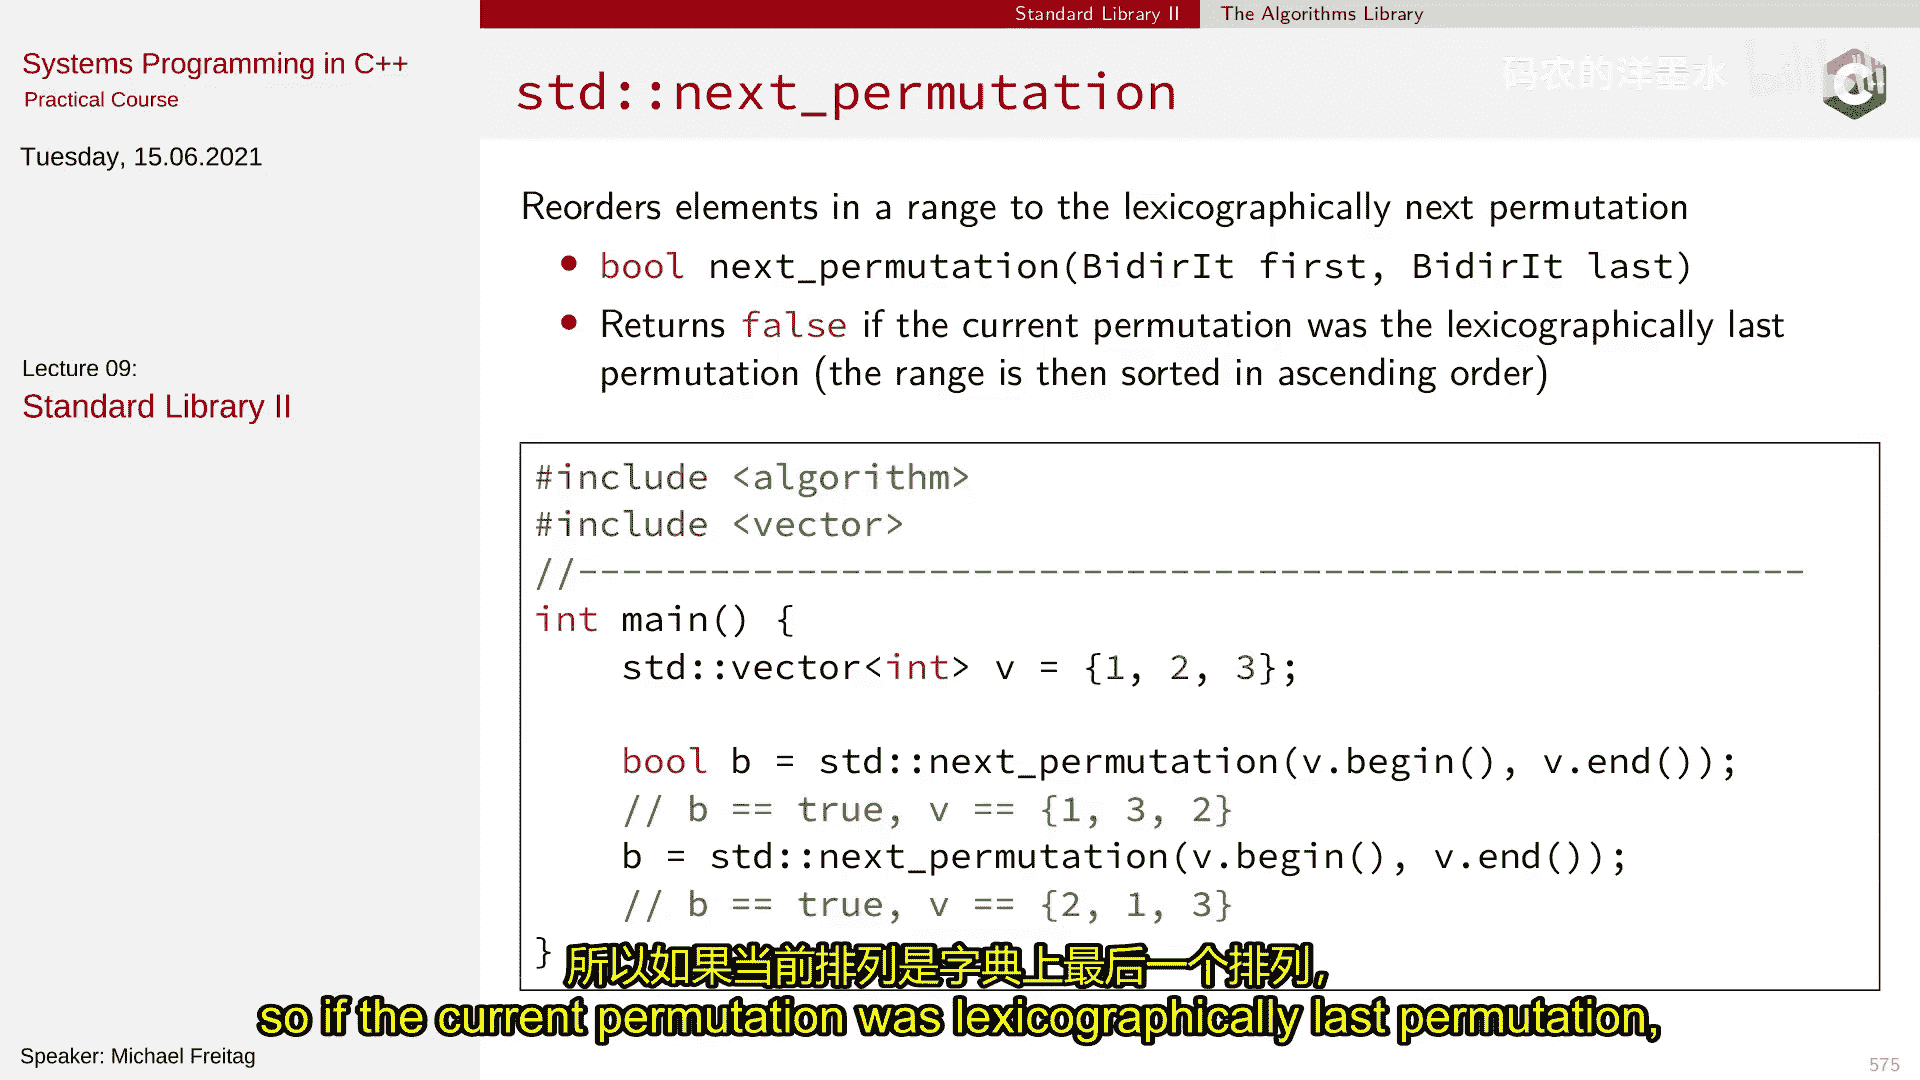 Standard Library II
The Algorithms Library
Systems Programming in C++
Practical Course
Tuesday, 15.06.2021
Lecture 09:
Standard Library II
Speaker: Michael Freitag
std::next_permutation
码农的洋墨水
Reorders elements in a range to the lexicographically next permutation
• bool next_permutation(BidirIt first, BidirIt last)
• Returns false if the current permutation was the lexicographically last
permutation (the range is then sorted in ascending order)
#include <algorithm>
#include <vector>
//---------------------------------------------------------
int main() {
    std::vector<int> v = {1, 2, 3};
    bool b = std::next_permutation(v.begin(), v.end());
    // b == true, v == {1, 3, 2}
    b = std::next_permutation(v.begin(), v.end());
    // b == true, v == {2, 1, 3}
}
所以如果当前排列是字典上最后一个排列,
so if the current permutation was lexicographically last permutation,
575